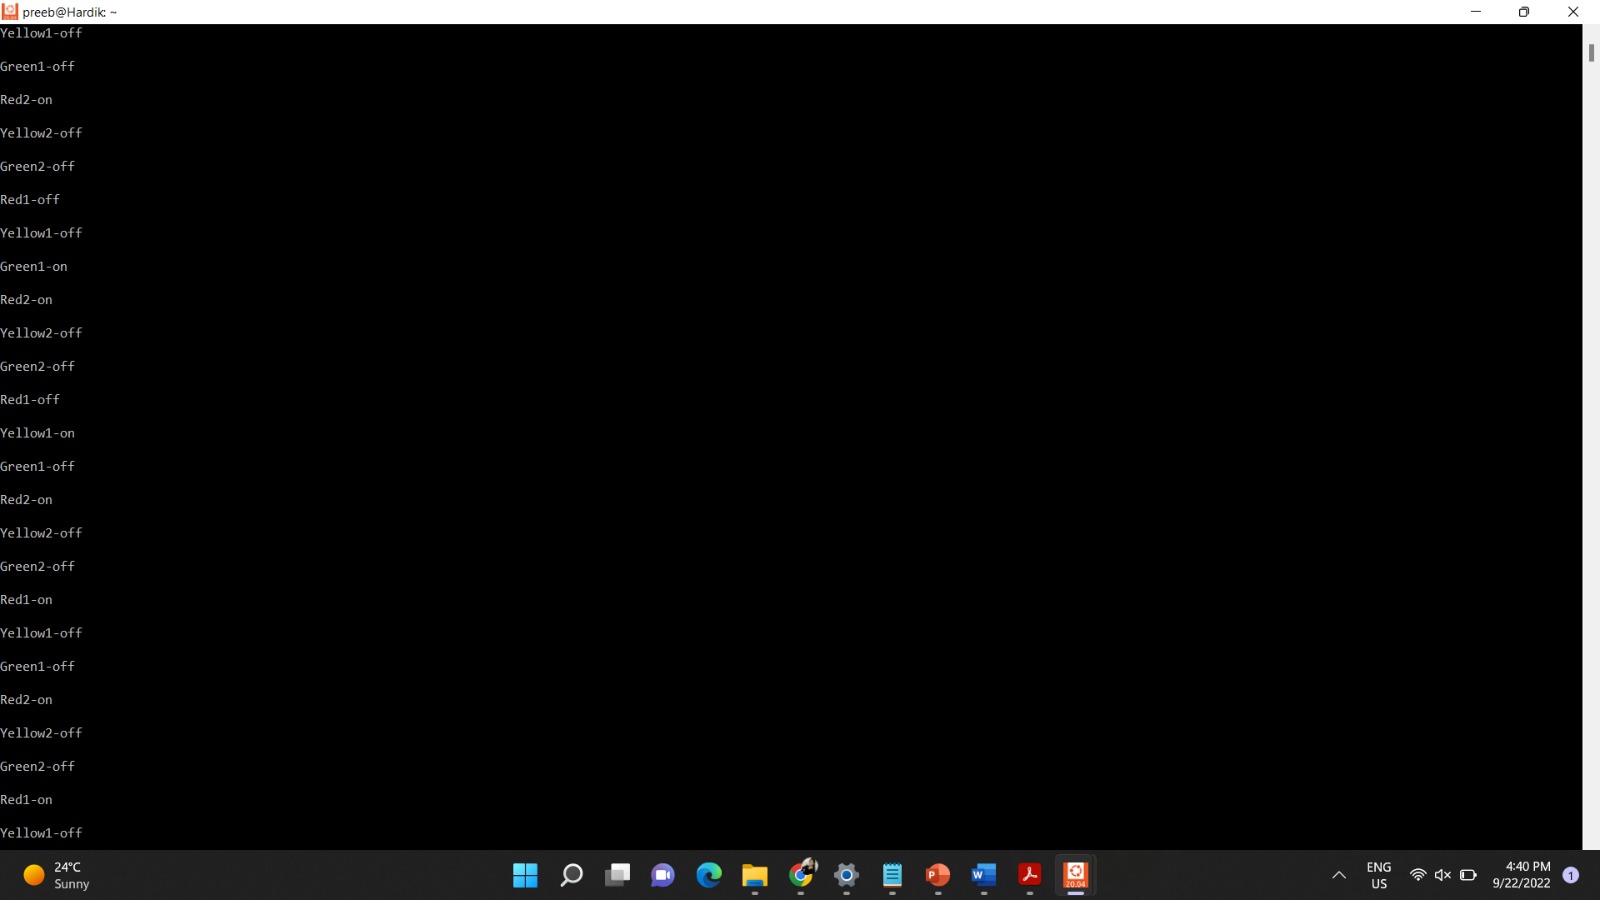 preeb@Hardik: ~
Yellow1-off
Green1-off
Red2-on
Yellow2-off
Green2-off
Red1-off
Yellow1-off
Green1-on
Red2-on
Yellow2-off
Green2-off
Red1-off
Yellow1-on
Green1-off
Red2-on
Yellow2-off
Green2-off
Red1-on
Yellow1-off
Green1-off
Red2-on
Yellow2-off
Green2-off
Red1-on
Yellow1-off
24°C
Sunny
P
W
20.04
ENG
US
4:40 PM
9/22/2022
1